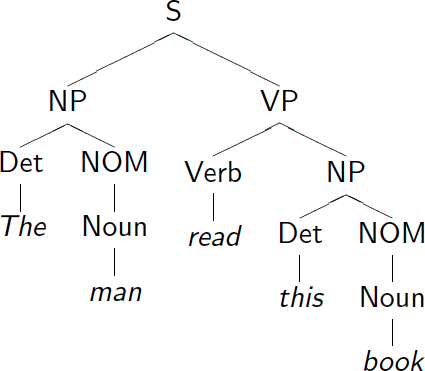 S
NP VP
Det NOM Verb NP
The Noun read Det NOM
man this Noun
book